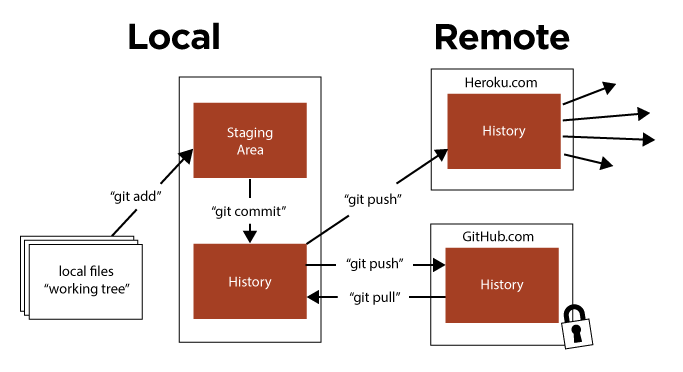 Local
Remote
Heroku.com
Staging
Area
History
“git add”
“git commit”
“git push”
GitHub.com
local files
“working tree”
History
“git push”
“git pull”
History